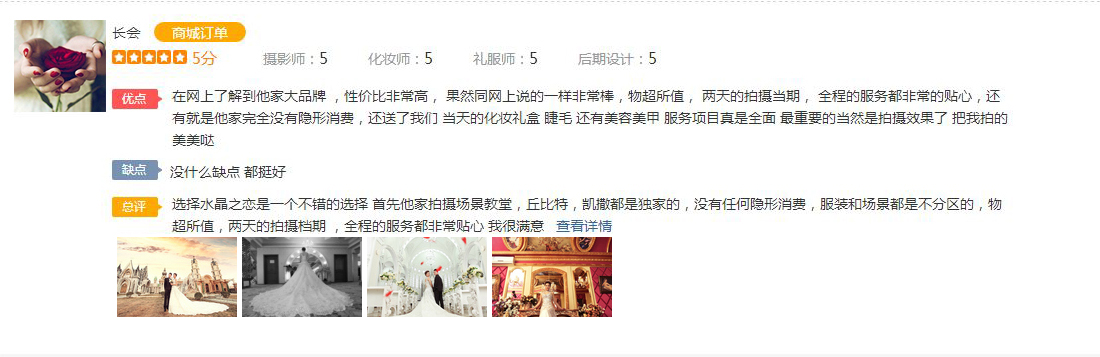 长会 商城订单
5分 摄影师：5 化妆师：5 礼服师：5 后期设计：5
优点 在网上了解到他家大品牌 ，性价比非常高， 果然同网上说的一样非常棒，物超所值， 两天的拍摄当期， 全程的服务都非常的贴心，还
有就是他家完全没有隐形消费，还送了我们 当天的化妆礼盒 睫毛 还有美容美甲 服务项目真是全面 最重要的当然是拍摄效果了 把我拍的
美美哒
缺点 没什么缺点 都挺好
总评 选择水晶之恋是一个不错的选择 首先他家拍摄场景教堂，丘比特，凯撒都是独家的，没有任何隐形消费，服装和场景都是不分区的，物
超所值，两天的拍摄档期 ，全程的服务都非常贴心 我很满意 查看详情